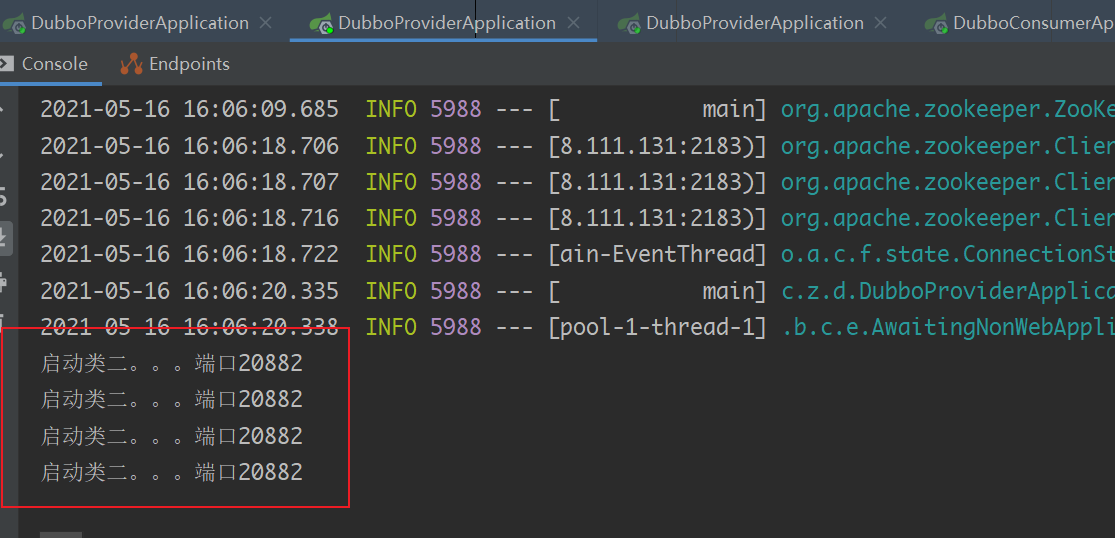 DubboProviderApplication DubboProviderApplication DubboProviderApplication DubboConsumerAp
Console Endpoints
2021-05-16 16:06:09.685 INFO 5988 --- [ main] org.apache.zookeeper.ZooKe
2021-05-16 16:06:18.706 INFO 5988 --- [8.111.131:2183)] org.apache.zookeeper.Clien
2021-05-16 16:06:18.707 INFO 5988 --- [8.111.131:2183)] org.apache.zookeeper.Clien
2021-05-16 16:06:18.716 INFO 5988 --- [8.111.131:2183)] org.apache.zookeeper.Clien
2021-05-16 16:06:18.722 INFO 5988 --- [ain-EventThread] o.a.c.f.state.ConnectionSt
2021-05-16 16:06:20.335 INFO 5988 --- [ main] c.z.d.DubboProviderApplica
2021-05-16 16:06:20.338 INFO 5988 --- [pool-1-thread-1] .b.c.e.AwaitingNonWebAppli
启动类二。。。端口20882
启动类二。。。端口20882
启动类二。。。端口20882
启动类二。。。端口20882